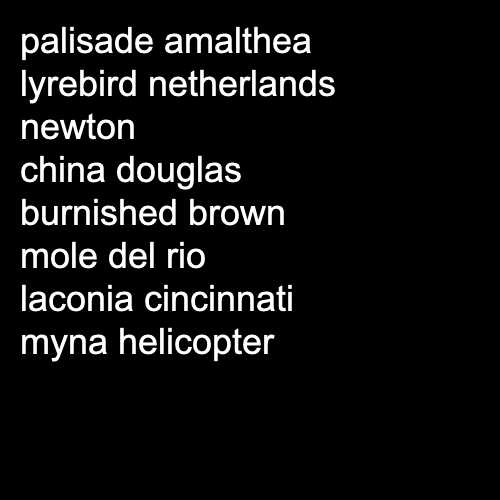 palisade amalthea
lyrebird netherlands
newton
china douglas
burnished brown
mole del rio
laconia cincinnati
myna helicopter